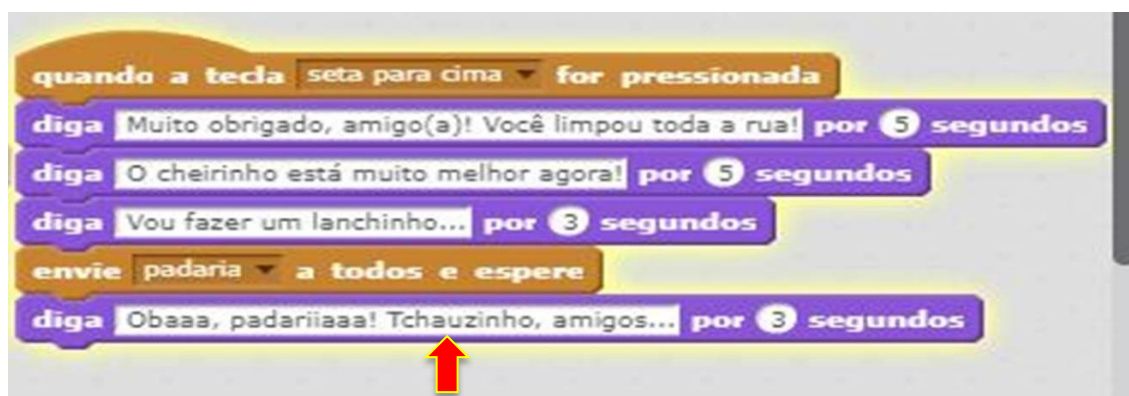 quando a tecla seta para cima for pressionada
diga Muito obrigado, amigo(a)! Você limpou toda a rua! por 5 segundos
diga O cheirinho está muito melhor agora! por 5 segundos
diga Vou fazer um lanchinho... por 3 segundos
envie padaria a todos e espere
diga Obaaa, padariiaaa! Tchauzinho, amigos... por 3 segundos